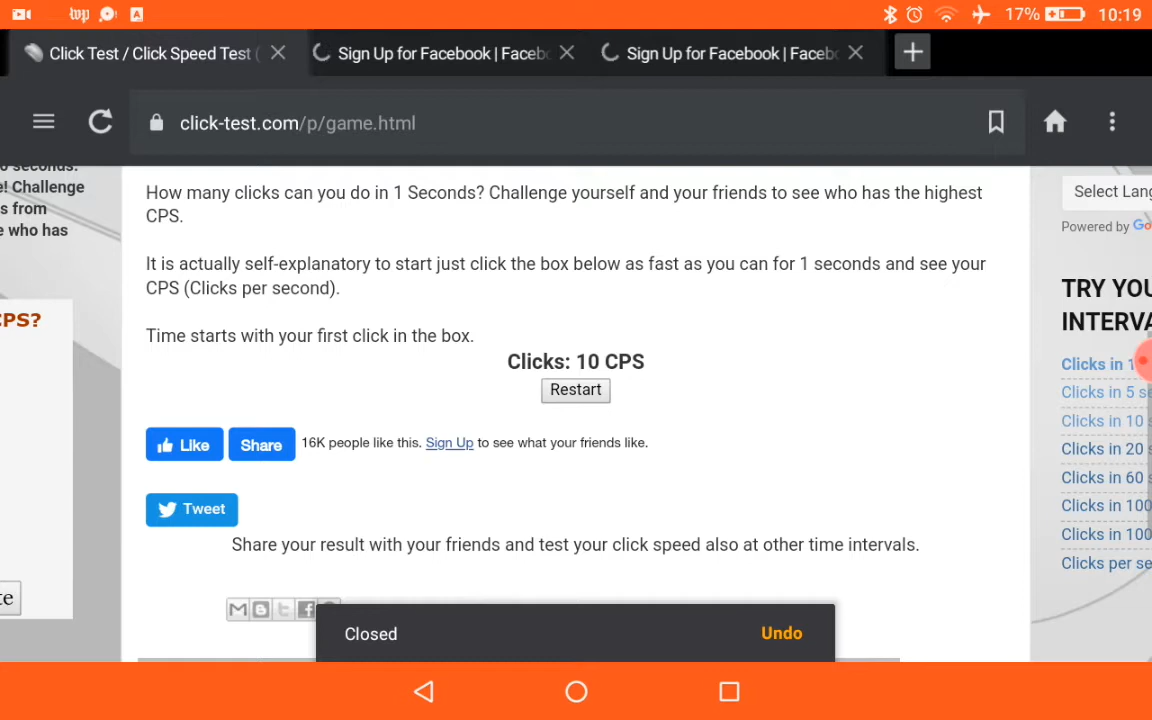 17% 10:19
Click Test / Click Speed Test (
Sign Up for Facebook | Facebo
Sign Up for Facebook | Facebo
click-test.com/p/game.html
o seconds.
e! Challenge
s from
e who has
CPS?
te
How many clicks can you do in 1 Seconds? Challenge yourself and your friends to see who has the highest
CPS.
It is actually self-explanatory to start just click the box below as fast as you can for 1 seconds and see your
CPS (Clicks per second).
Time starts with your first click in the box.
Clicks: 10 CPS
Restart
Like Share 16K people like this. Sign Up to see what your friends like.
Tweet
Share your result with your friends and test your click speed also at other time intervals.
Closed Undo
Select Lang
Powered by Go
TRY YOU
INTERVA
Clicks in 1
Clicks in 5 se
Clicks in 10 s
Clicks in 20 s
Clicks in 60 s
Clicks in 100
Clicks in 100
Clicks per se